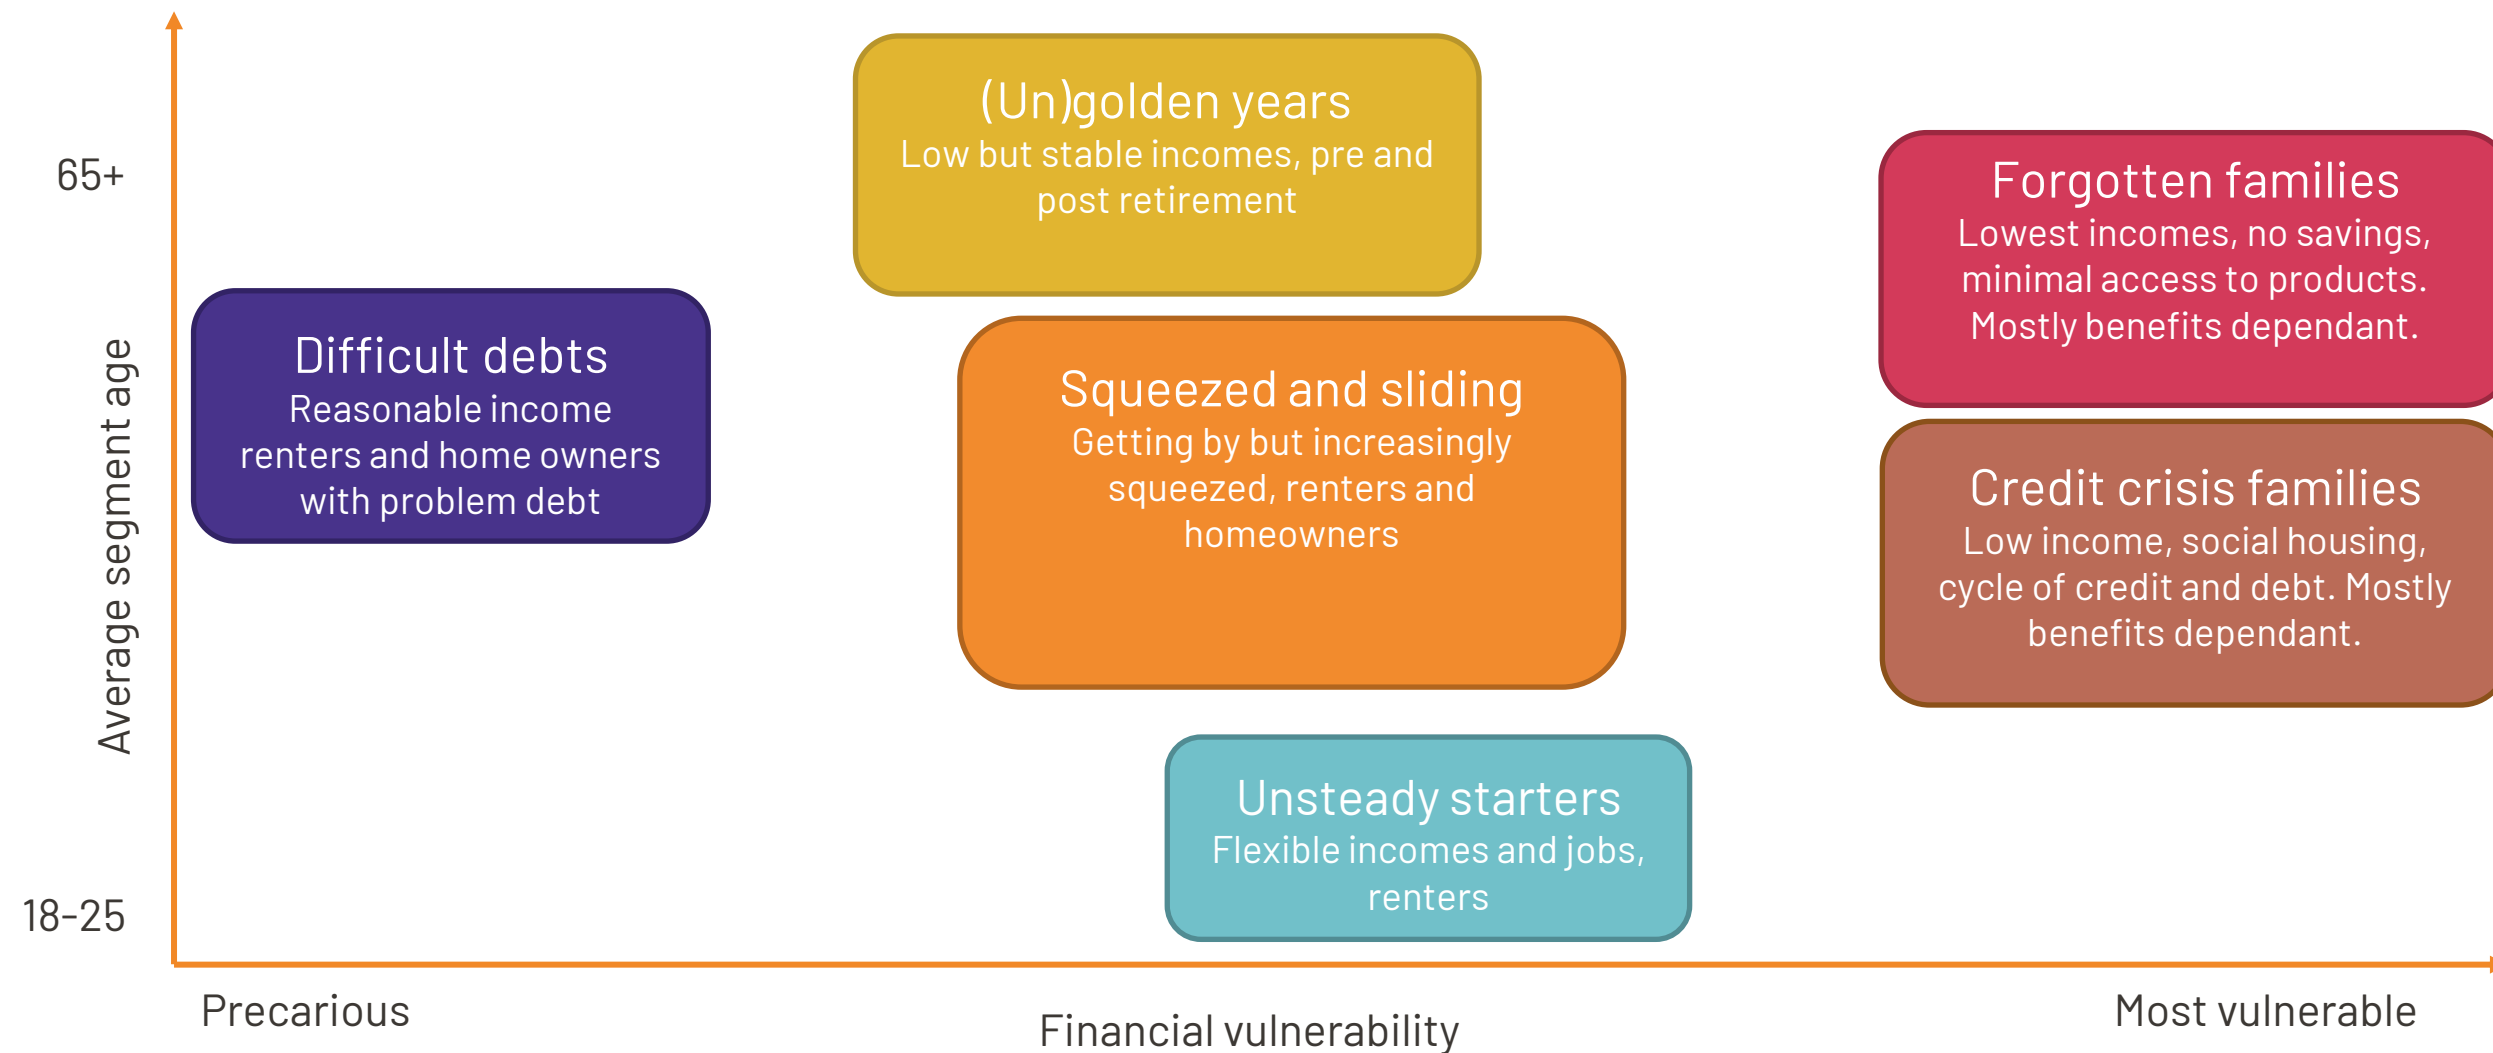 (Un)golden years
Low but stable incomes, pre and
post retirement
65+
Forgotten families
Lowest incomes, no savings,
minimal access to products.
Mostly benefits dependant.
Difficult debts
Reasonable income
renters and home owners
with problem debt
Squeezed and sliding
Getting by but increasingly
squeezed, renters and
homeowners
Credit crisis families
Low income, social housing,
cycle of credit and debt. Mostly
benefits dependant.
Average segment age
Unsteady starters
Flexible incomes and jobs,
renters
18-25
Precarious
Financial vulnerability
Most vulnerable